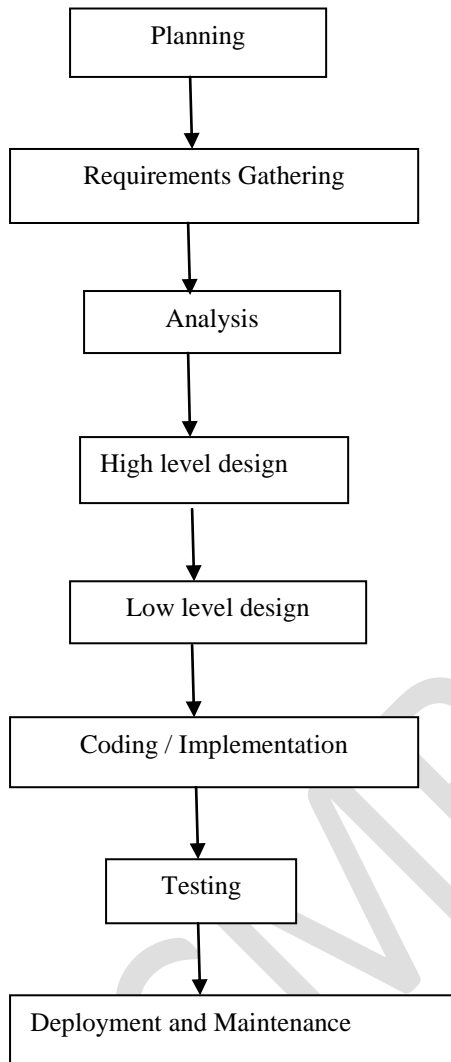 Planning
Requirements Gathering
Analysis
High level design
Low level design
Coding / Implementation
Testing
Deployment and Maintenance